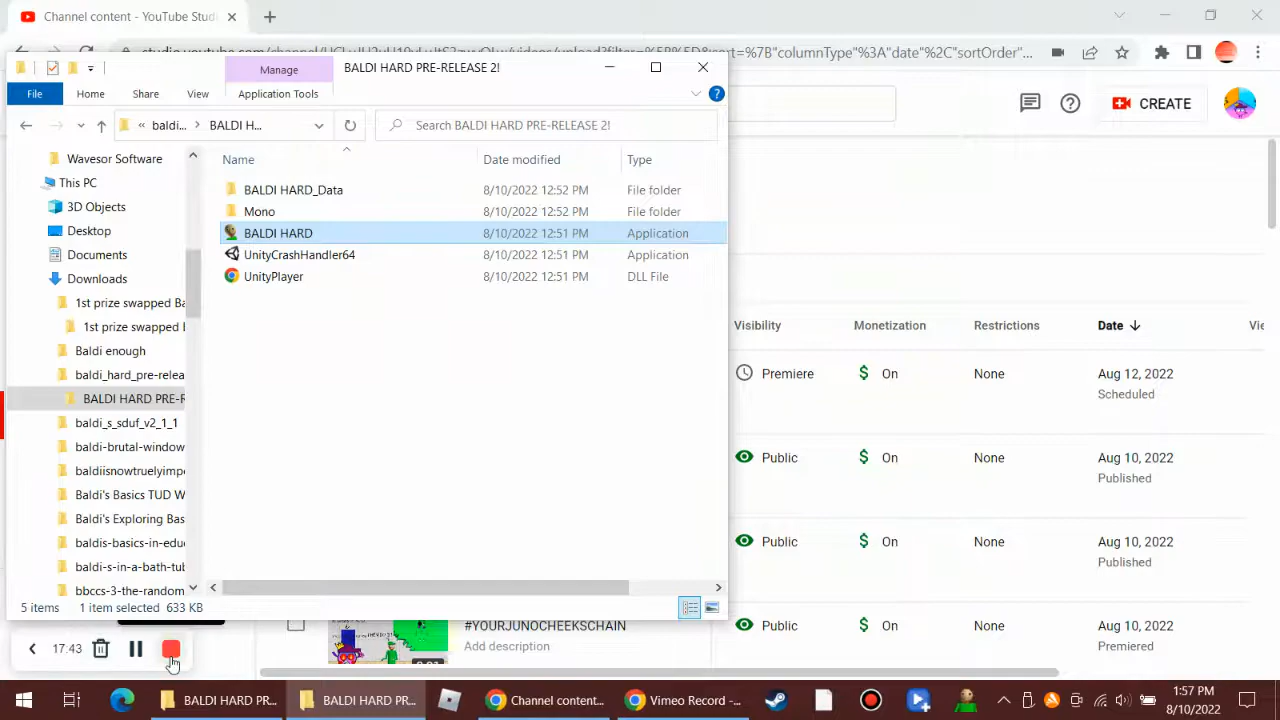 Channel content - YouTube Stud
Manage
BALDI HARD PRE-RELEASE 2!
File
Home
Share
View
Application Tools
« baldi... > BALDI H...
Search BALDI HARD PRE-RELEASE 2!
CREATE
Name
Date modified
Type
BALDI HARD_Data
8/10/2022 12:52 PM
File folder
Mono
8/10/2022 12:52 PM
File folder
BALDI HARD
8/10/2022 12:51 PM
Application
UnityCrashHandler64
8/10/2022 12:51 PM
Application
UnityPlayer
8/10/2022 12:51 PM
DLL File
Wavesor Software
This PC
3D Objects
Desktop
Documents
Downloads
1st prize swapped Ba
1st prize swapped
Baldi enough
baldi_hard_pre-relea
BALDI HARD PRE-R
baldi_s_sduf_v2_1_1
baldi-brutal-window
baldiisnowtruelyimpe
Baldi's Basics TUD W
Baldi's Exploring Bas
baldis-basics-in-educ
baldi-s-in-a-bath-tub
bbccs-3-the-random
5 items
1 item selected 633 KB
Visibility
Monetization
Restrictions
Date
Vie
Premiere
On
None
Aug 12, 2022
Scheduled
Public
On
None
Aug 10, 2022
Published
Public
On
None
Aug 10, 2022
Published
Public
On
None
Aug 10, 2022
Premiered
#YOURJUNOCHEEKSCHAIN
Add description
17:43
BALDI HARD PR...
BALDI HARD PR...
Channel content...
Vimeo Record -...
1:57 PM
8/10/2022